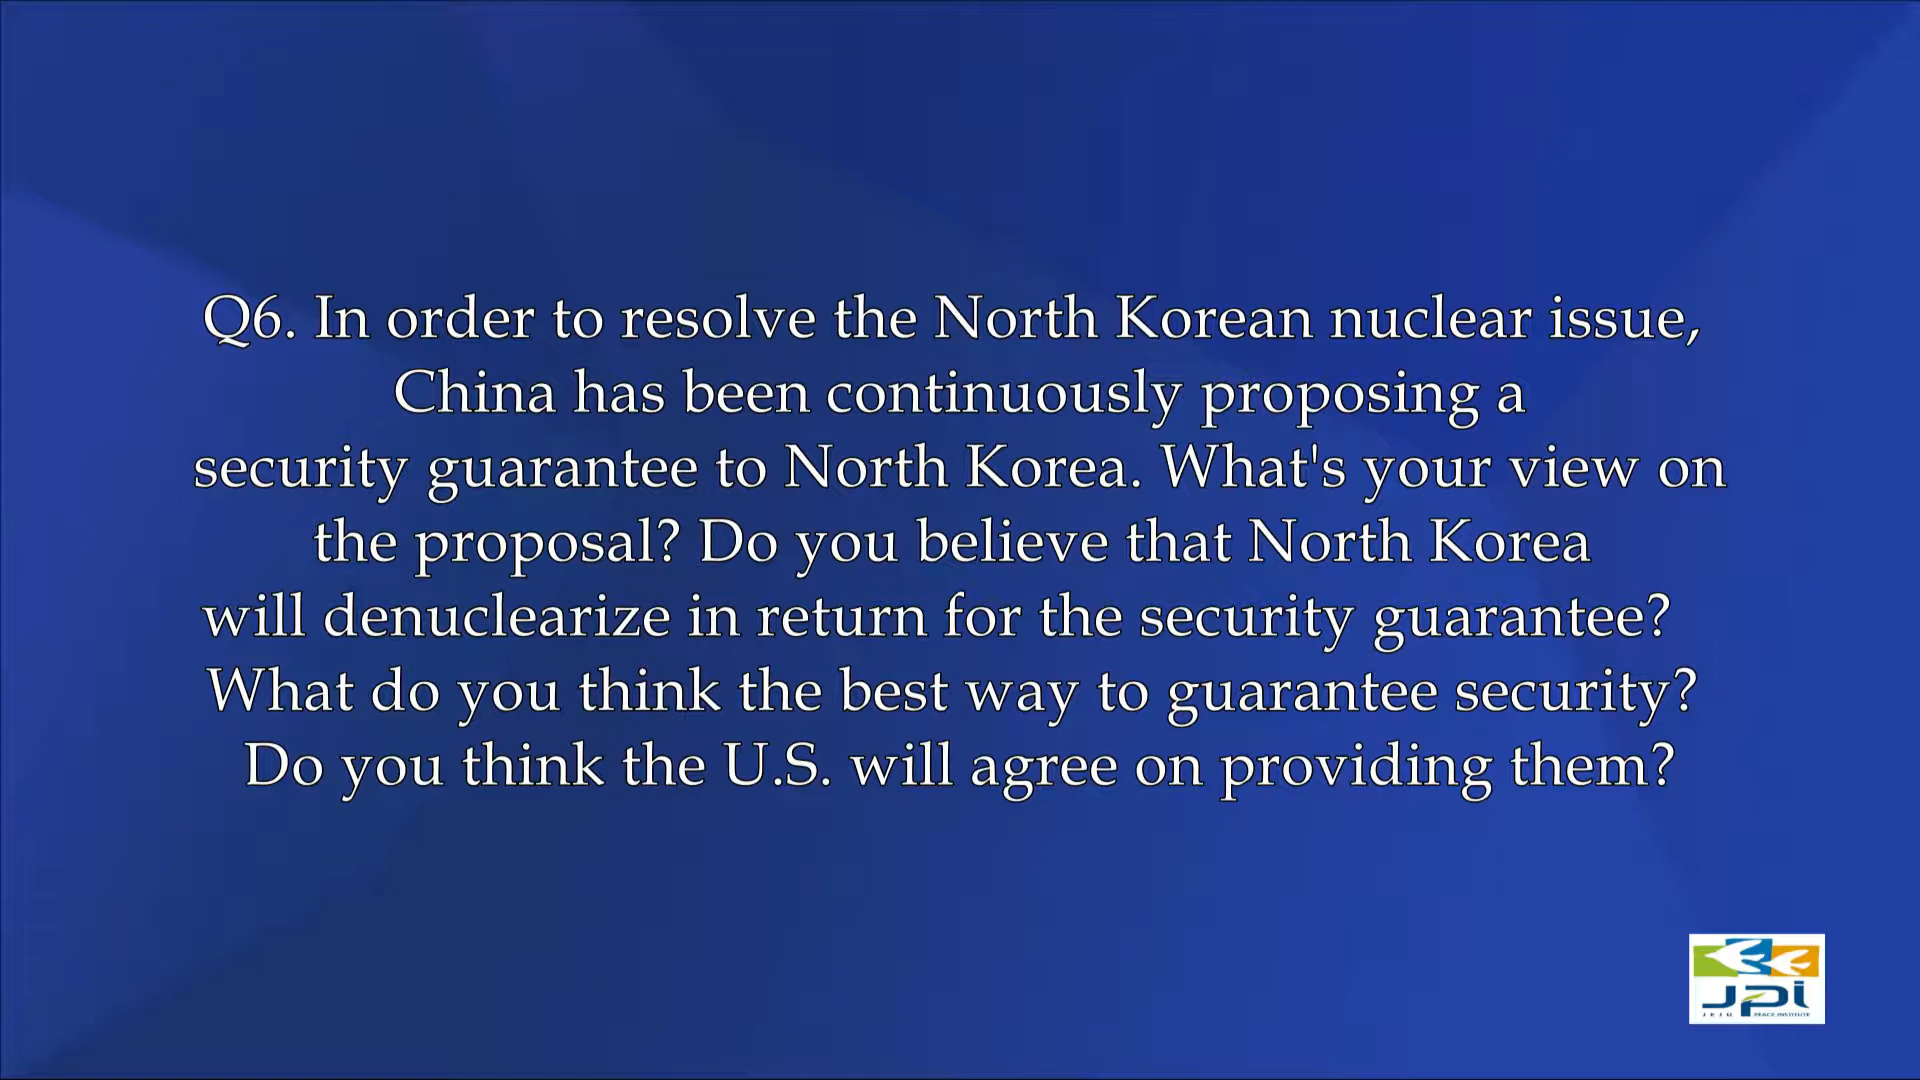 Q6. In order to resolve the North Korean nuclear issue,
China has been continuously proposing a
security guarantee to North Korea. What's your view on
the proposal? Do you believe that North Korea
will denuclearize in return for the security guarantee?
What do you think the best way to guarantee security?
Do you think the U.S. will agree on providing them?
JPI
JEJU PEACE INSTITUTE